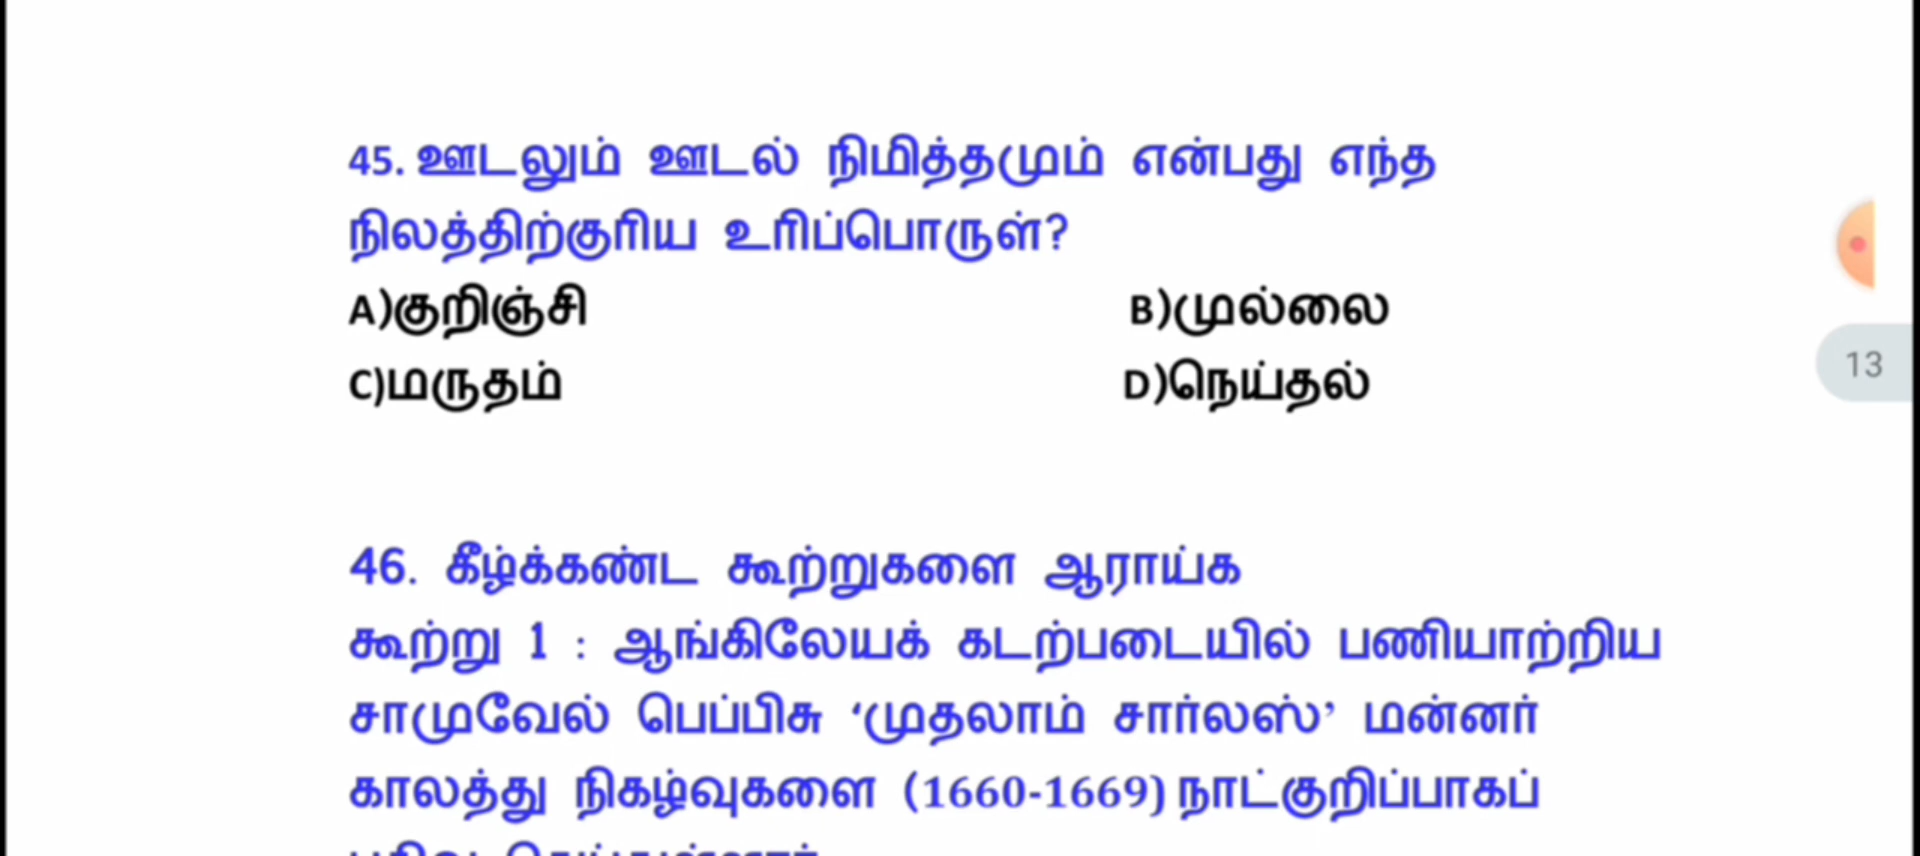 45. ஊடலும் ஊடல் நிமித்தமும் என்பது எந்த
நிலத்திற்குரிய உரிப்பொருள்?
A)குறிஞ்சி B)முல்லை
C)மருதம் D)நெய்தல்
13
46. கீழ்க்கண்ட கூற்றுகளை ஆராய்க
கூற்று 1 : ஆங்கிலேயக் கடற்படையில் பணியாற்றிய
சாமுவேல் பெப்பிசு ‘முதலாம் சார்லஸ்’ மன்னர்
காலத்து நிகழ்வுகளை (1660-1669) நாட்குறிப்பாகப்